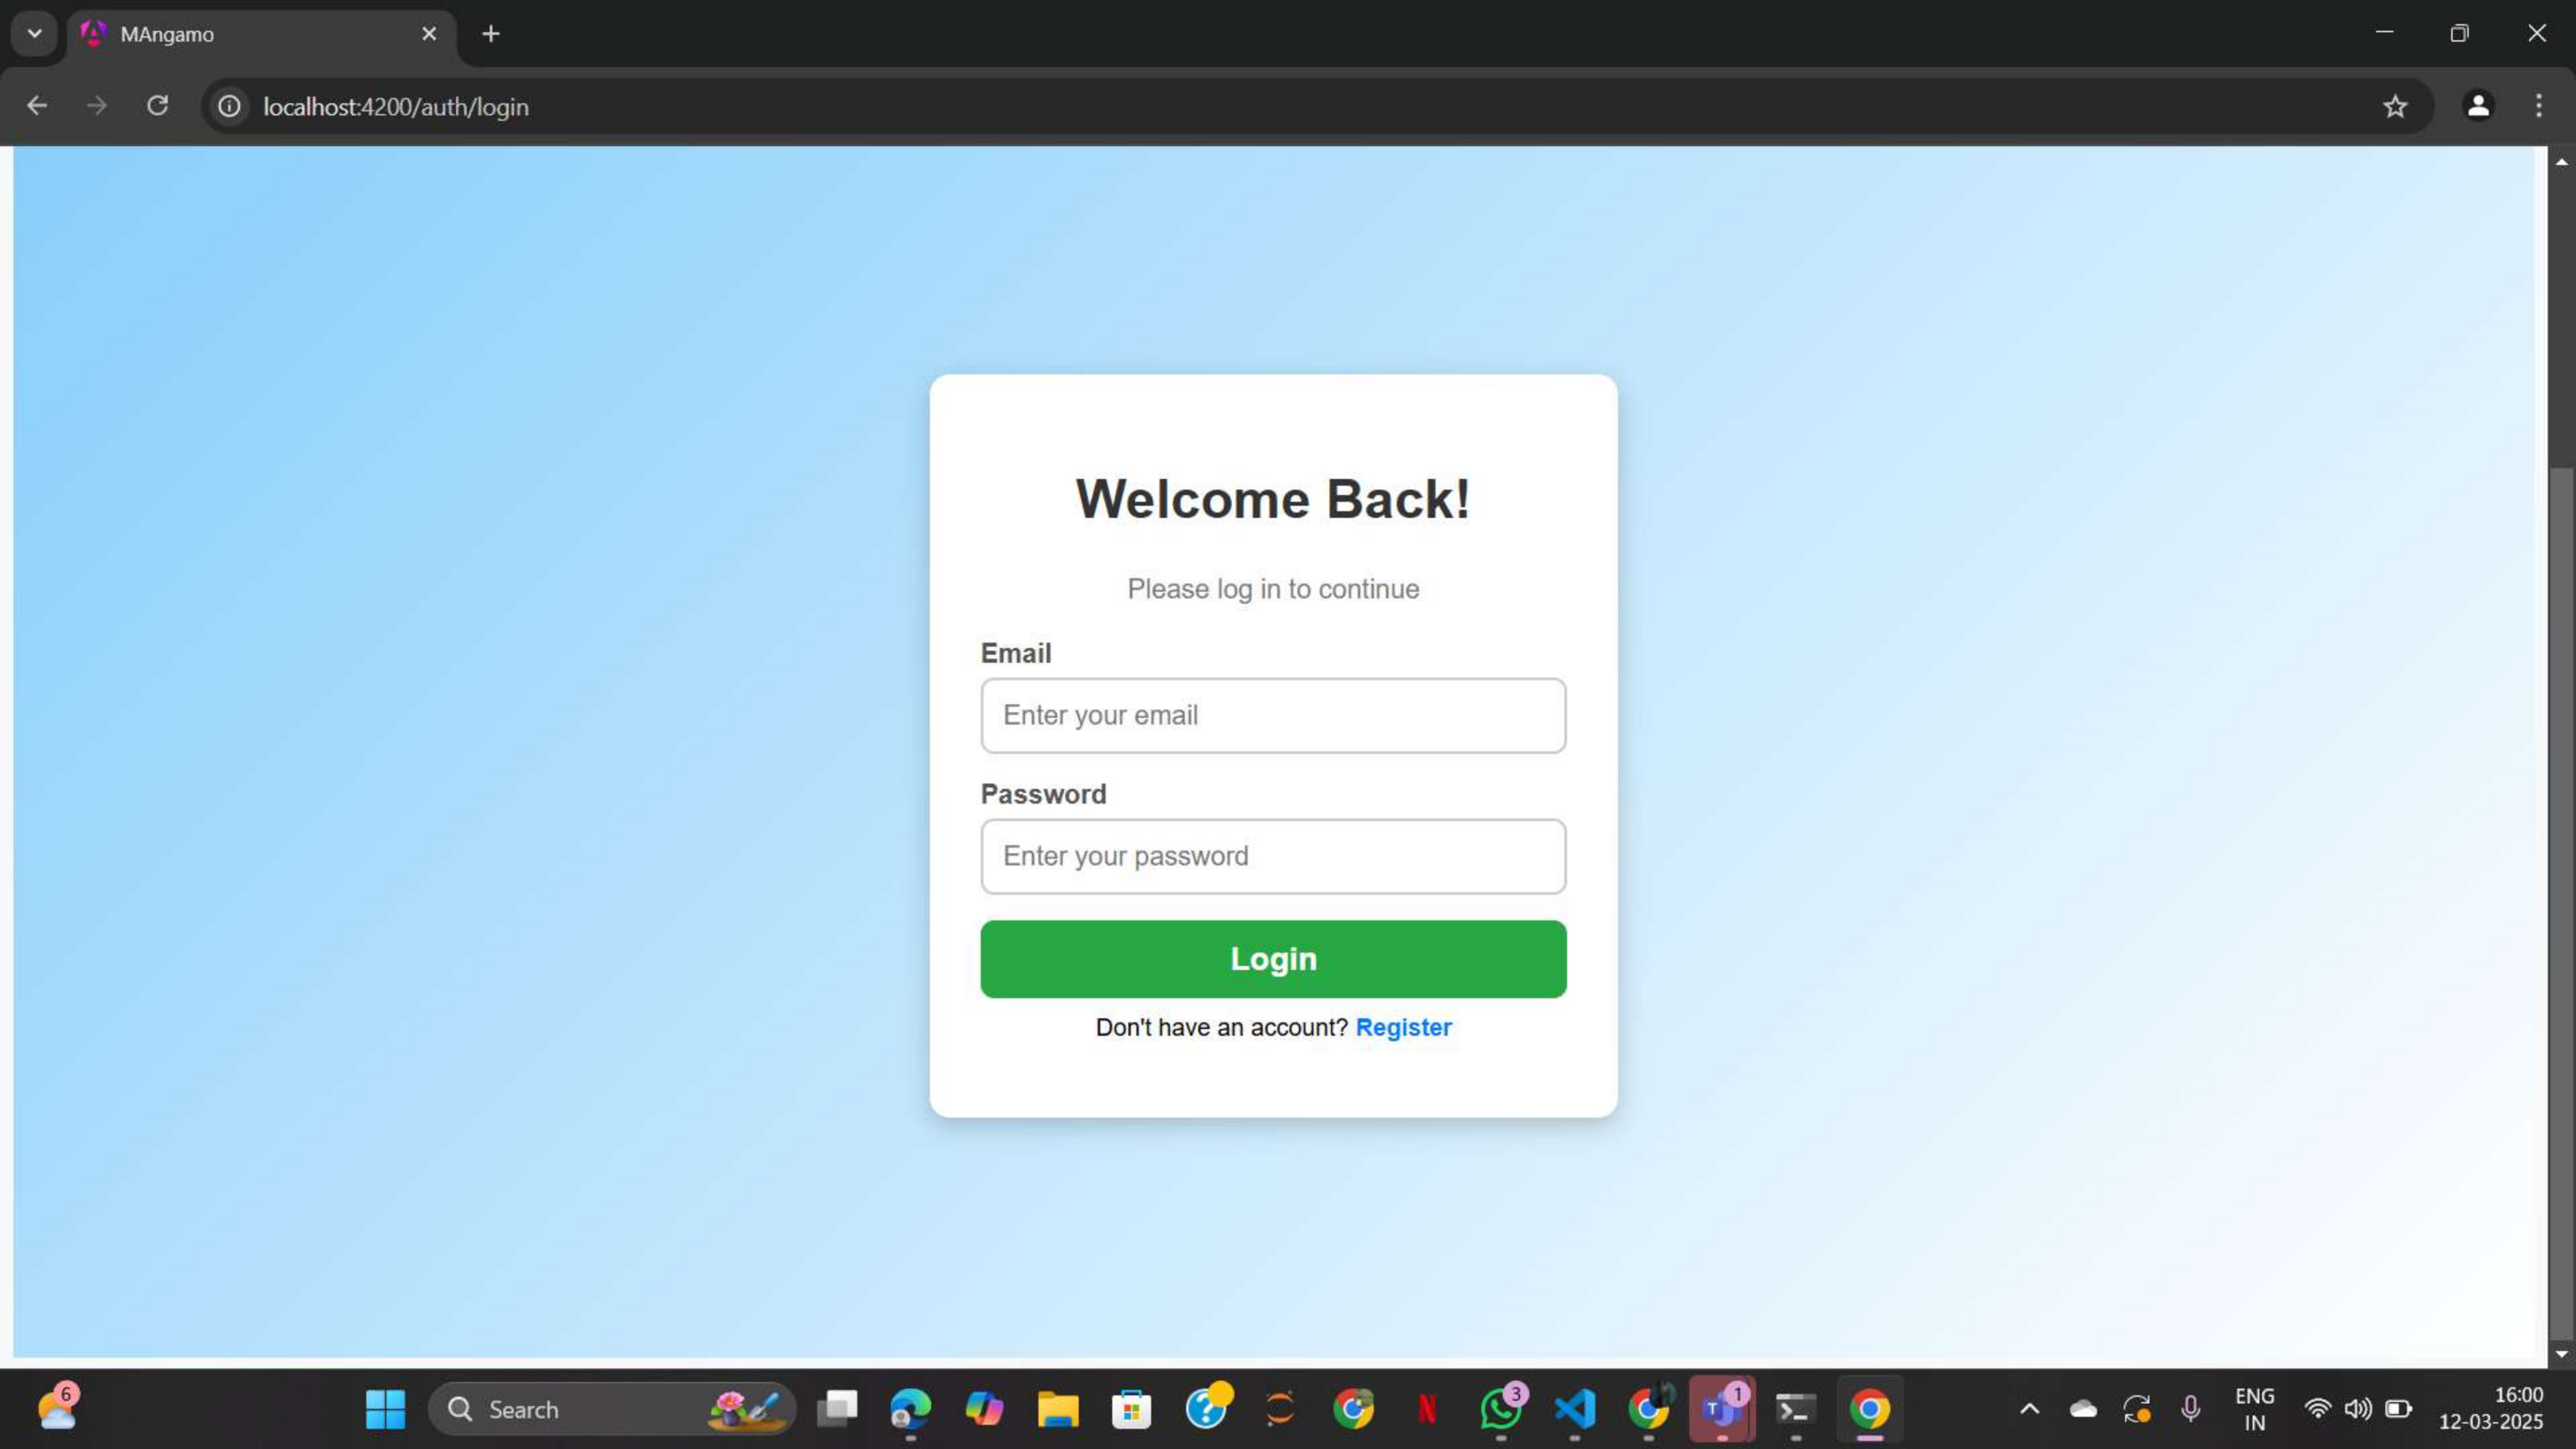 MAngamo
localhost:4200/auth/login
Welcome Back!
Please log in to continue
Email
Enter your email
Password
Enter your password
Login
Don't have an account? Register
6
Search
3
1
ENG
IN
16:00
12-03-2025